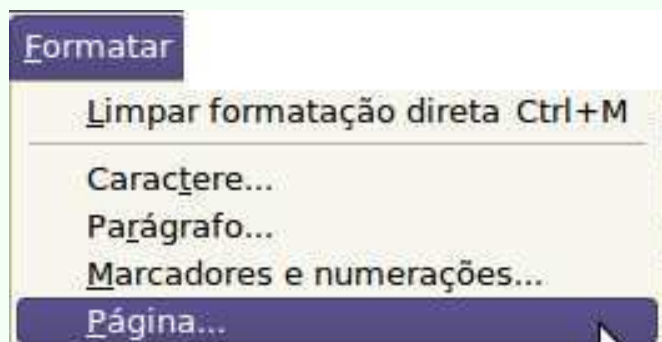 Formatar
Limpar formatação direta Ctrl+M
Caractere...
Parágrafo...
Marcadores e numerações...
Página...